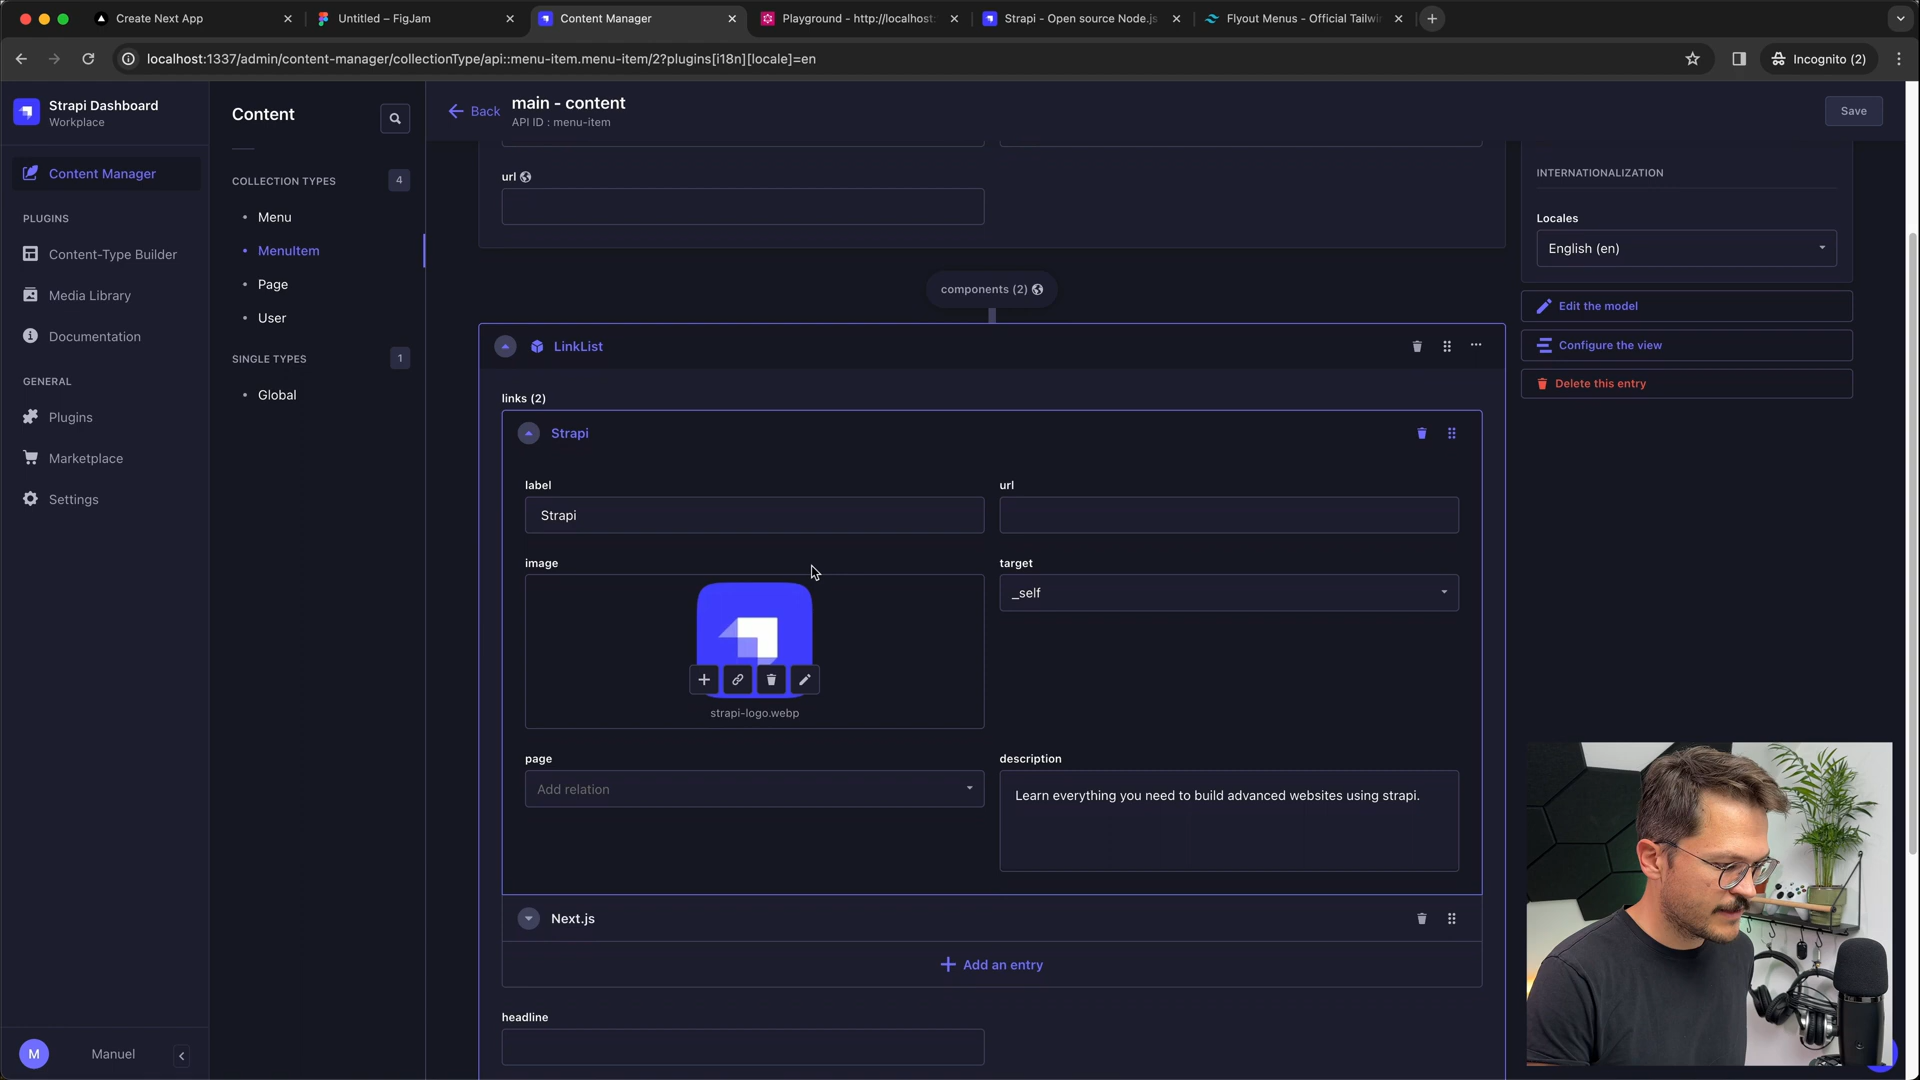 Create Next App
Untitled – FigJam
Content Manager
Playground - http://localhost:
Strapi - Open source Node.js
Flyout Menus - Official Tailwi
localhost:1337/admin/content-manager/collectionType/api::menu-item.menu-item/2?plugins[i18n][locale]=en
Incognito (2)
Strapi Dashboard
Workplace
Content Manager
PLUGINS
Content-Type Builder
Media Library
Documentation
GENERAL
Plugins
Marketplace
Settings
M
Manuel
Content
COLLECTION TYPES
4
Menu
MenuItem
Page
User
SINGLE TYPES
1
Global
Back
main - content
API ID : menu-item
Save
url
components (2)
LinkList
links (2)
Strapi
label
url
Strapi
image
target
_self
strapi-logo.webp
page
description
Add relation
Learn everything you need to build advanced websites using strapi.
Next.js
Add an entry
headline
INTERNATIONALIZATION
Locales
English (en)
Edit the model
Configure the view
Delete this entry